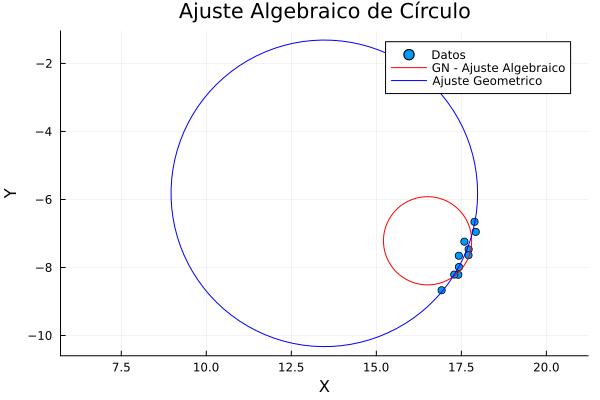 Ajuste Algebraico de Círculo
Datos
GN - Ajuste Algebraico
Ajuste Geometrico
−2
−4
−6
−8
−10
Y
7.5 10.0 12.5 15.0 17.5 20.0
X